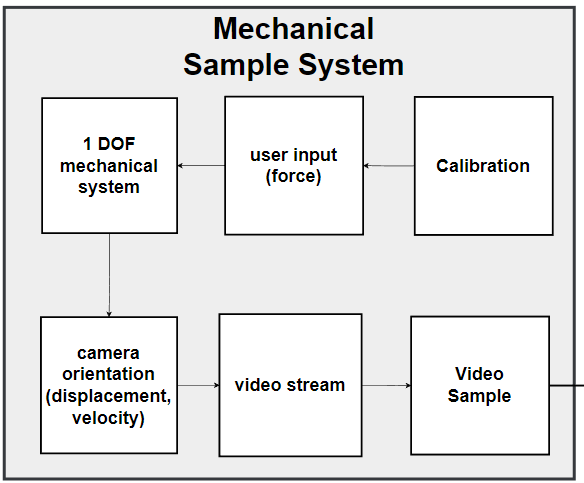 Mechanical
Sample System
1 DOF
mechanical
system
user input
(force)
Calibration
camera
orientation
(displacement,
velocity)
video stream
Video
Sample